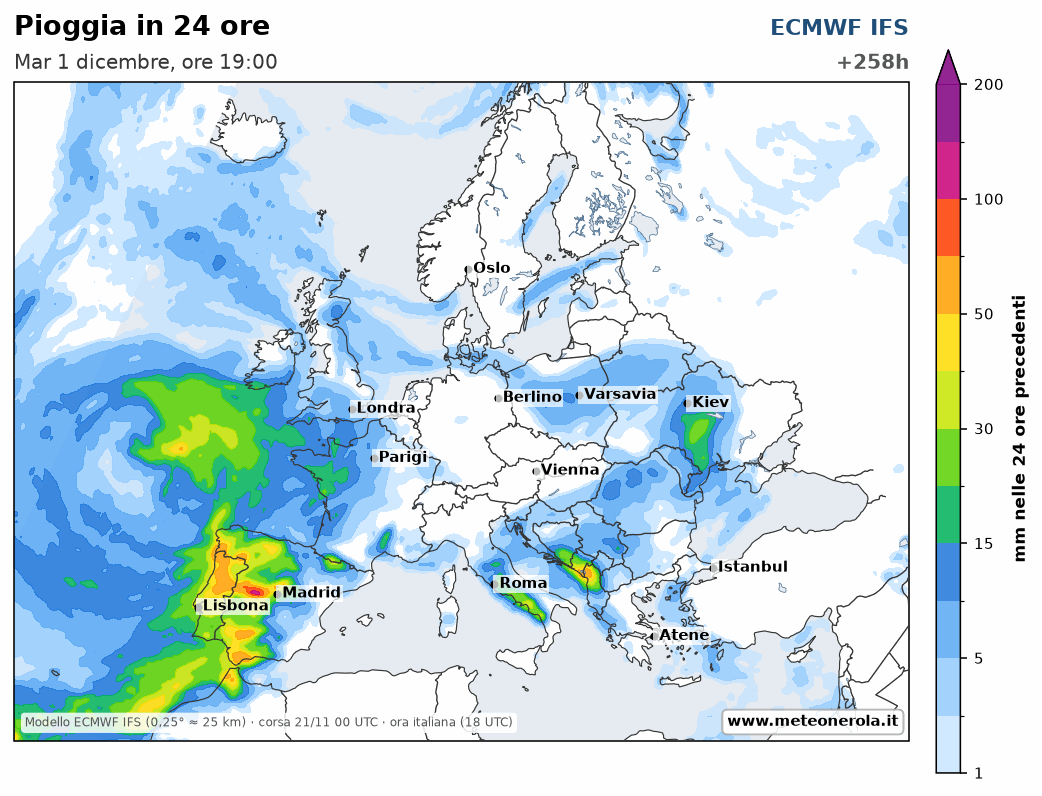 Pioggia in 24 ore
ECMWF IFS
Mar 1 dicembre, ore 19:00
+258h
200
100
50
30
15
5
1
mm nelle 24 ore precedenti
Oslo
Berlino
Varsavia
Kiev
Londra
Parigi
Vienna
Istanbul
Roma
Madrid
Lisbona
Atene
Modello ECMWF IFS (0,25° ≈ 25 km) · corsa 21/11 00 UTC · ora italiana (18 UTC)
www.meteonerola.it